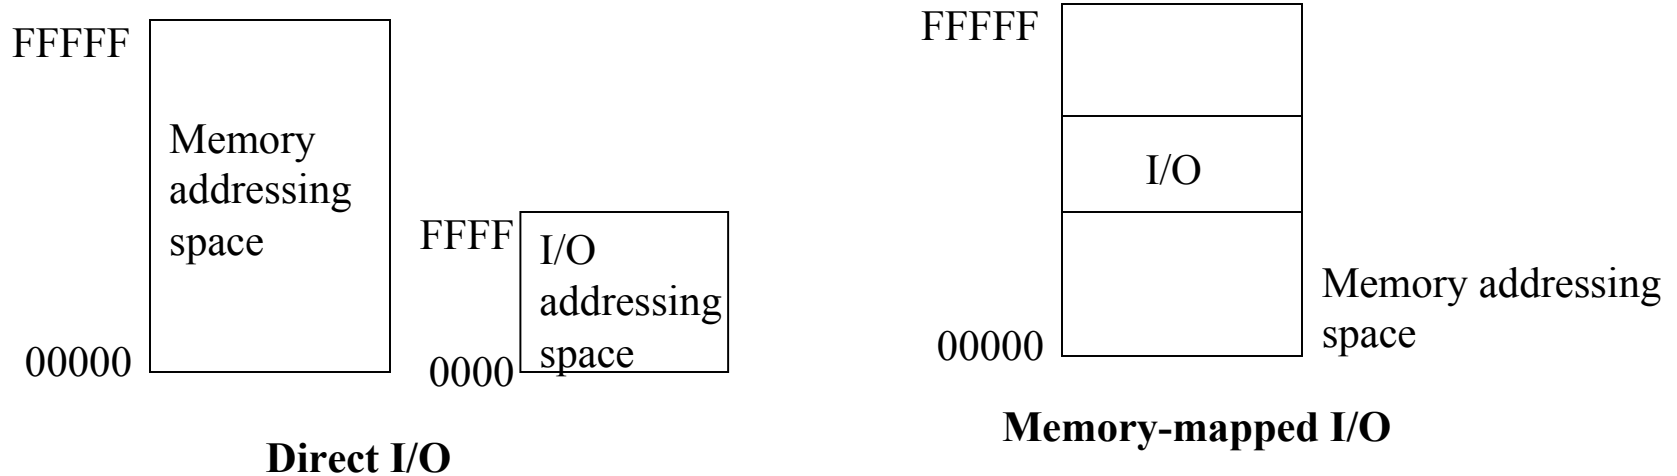 FFFFF
Memory
addressing
space
00000
FFFF
I/O
addressing
space
0000
Direct I/O
FFFFF
I/O
00000
Memory addressing
space
Memory-mapped I/O